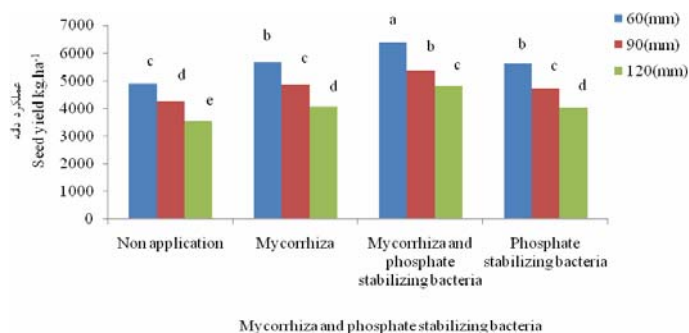 7000
6000
5000
4000
3000
2000
1000
0
عملکرد دانه
Seed yield kg.ha-1
c d e
b c d
a b c
b c d
60(mm)
90(mm)
120(mm)
Non application
Mycorrhiza
Mycorrhiza and
phosphate
stabilizing bacteria
Phosphate
stabilizing bacteria
Mycorrhiza and phosphate stabilizing bacteria